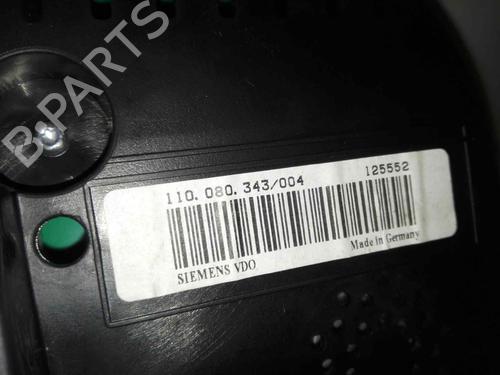 B-PARTS
110.080.343/004 125552
SIEMENS VDO Made in Germany